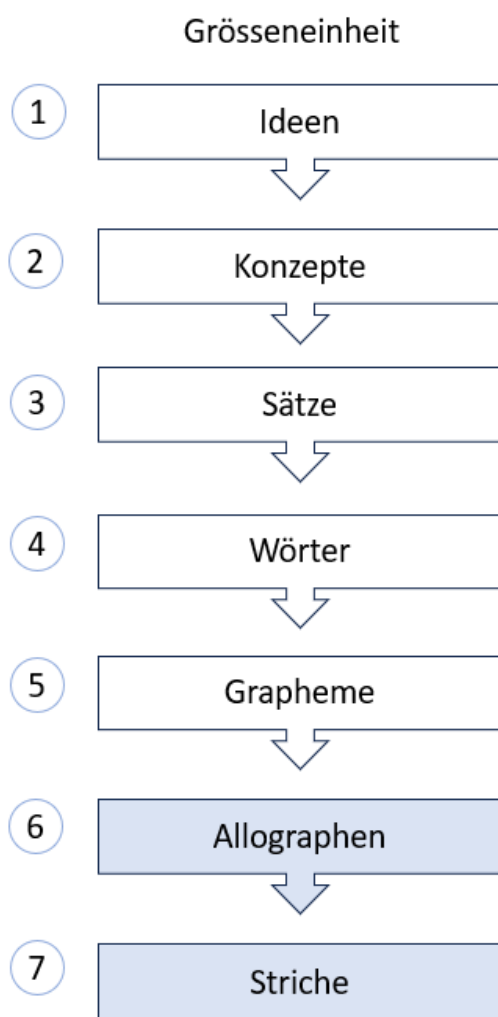 Grösseneinheit
1 Ideen
2 Konzepte
3 Sätze
4 Wörter
5 Grapheme
6 Allographen
7 Striche